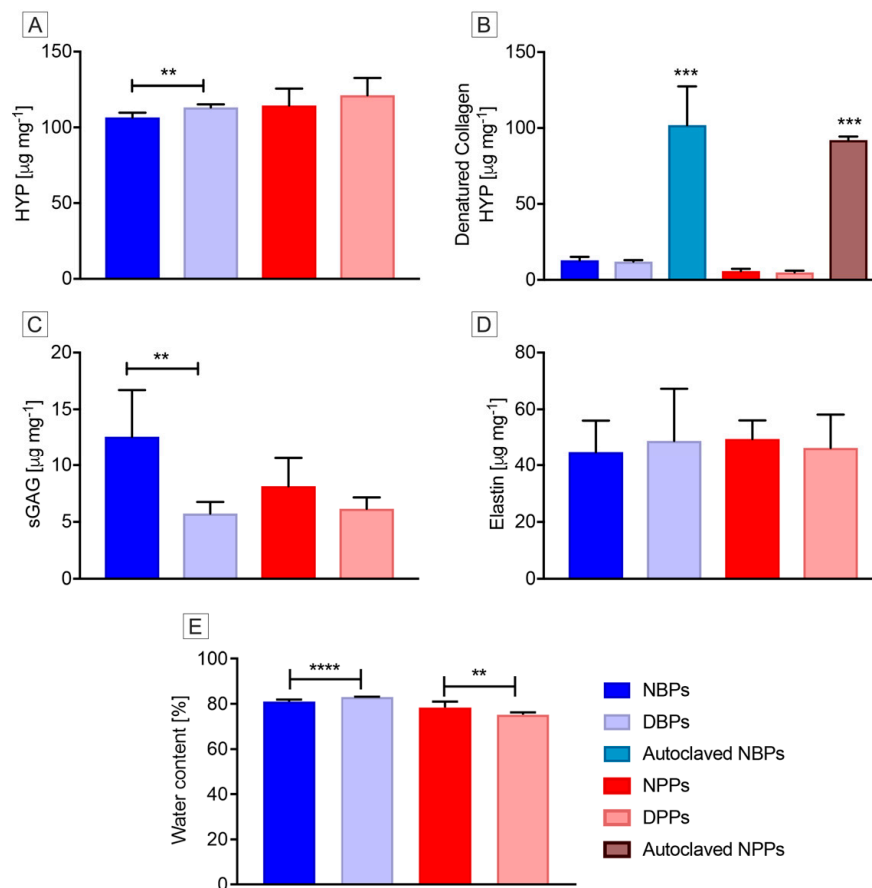 A
HYP [µg mg⁻¹]
150
100
50
0
**
B
Denatured Collagen
HYP [µg mg⁻¹]
150
100
50
0
***
***
C
sGAG [µg mg⁻¹]
20
15
10
5
0
**
D
Elastin [µg mg⁻¹]
80
60
40
20
0
E
Water content [%]
100
80
60
40
20
0
****
**
NBPs
DBPs
Autoclaved NBPs
NPPs
DPPs
Autoclaved NPPs